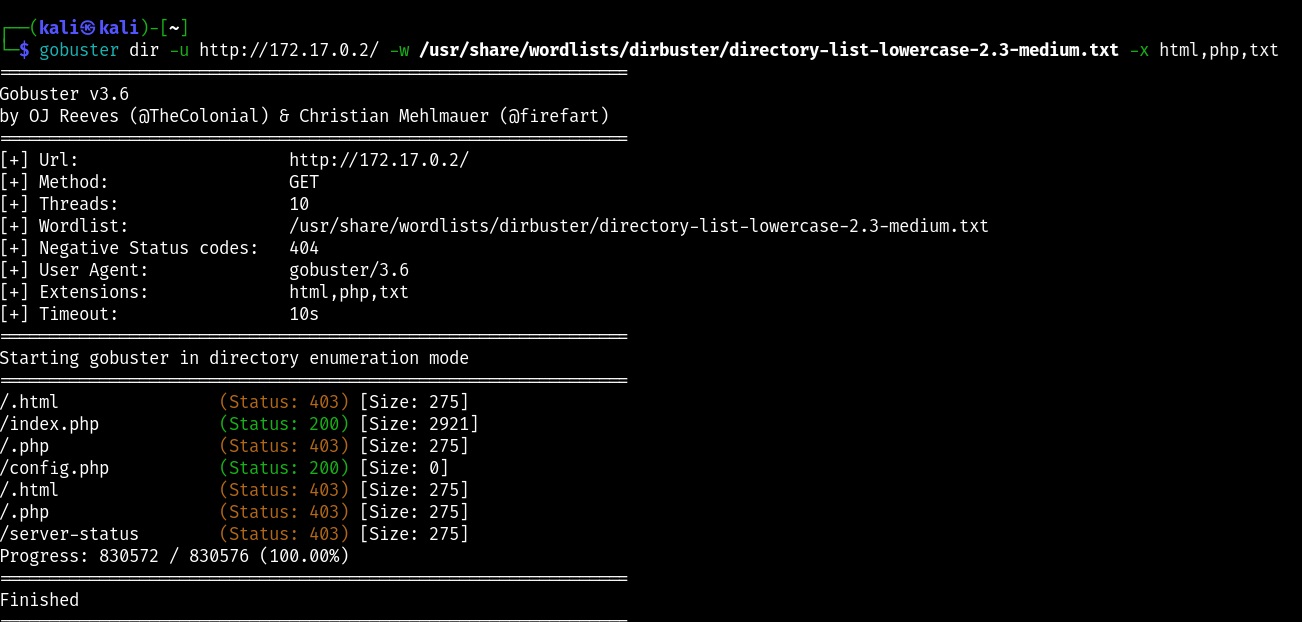 ┌──(kali㉿kali)-[~]
└─$ gobuster dir -u http://172.17.0.2/ -w /usr/share/wordlists/dirbuster/directory-list-lowercase-2.3-medium.txt -x html,php,txt
===============================================================
Gobuster v3.6
by OJ Reeves (@TheColonial) & Christian Mehlmauer (@firefart)
===============================================================
[+] Url:                     http://172.17.0.2/
[+] Method:                  GET
[+] Threads:                 10
[+] Wordlist:                /usr/share/wordlists/dirbuster/directory-list-lowercase-2.3-medium.txt
[+] Negative Status codes:   404
[+] User Agent:              gobuster/3.6
[+] Extensions:              html,php,txt
[+] Timeout:                 10s
===============================================================
Starting gobuster in directory enumeration mode
===============================================================
/.html                (Status: 403) [Size: 275]
/index.php            (Status: 200) [Size: 2921]
/.php                 (Status: 403) [Size: 275]
/config.php           (Status: 200) [Size: 0]
/.html                (Status: 403) [Size: 275]
/.php                 (Status: 403) [Size: 275]
/server-status        (Status: 403) [Size: 275]
Progress: 830572 / 830576 (100.00%)
===============================================================
Finished
===============================================================